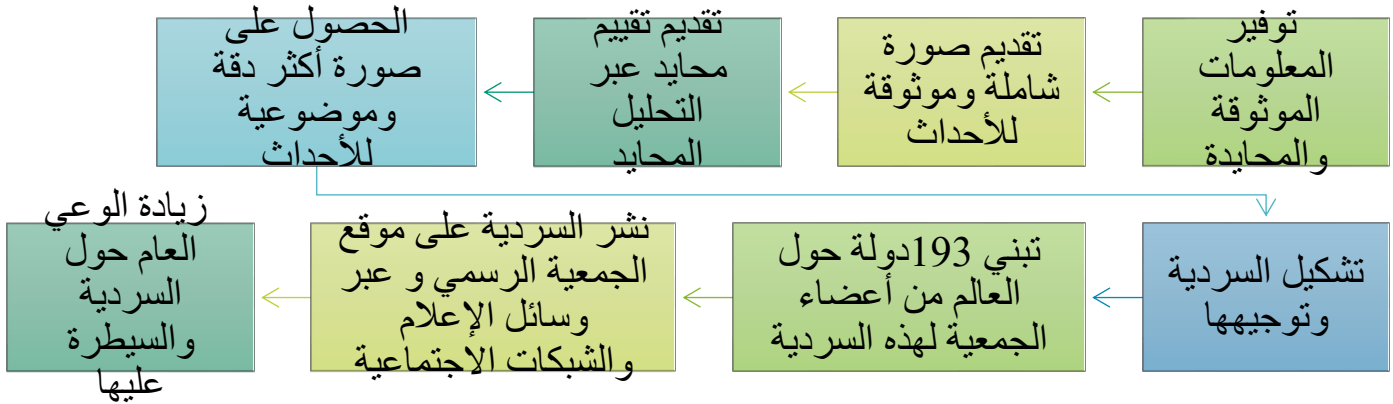 توفير
المعلومات
الموثوقة
والمحايدة
تقديم صورة
شاملة وموثوقة
للأحداث
تقديم تقييم
محايد عبر
التحليل
المحايد
الحصول على
صورة أكثر دقة
وموضوعية
للأحداث
تشكيل السردية
وتوجيهها
تبني 193دولة حول
العالم من أعضاء
الجمعية لهذه السردية
نشر السردية على موقع
الجمعية الرسمي و عبر
وسائل الإعلام
والشبكات الاجتماعية
زيادة الوعي
العام حول
السردية
والسيطرة
عليها